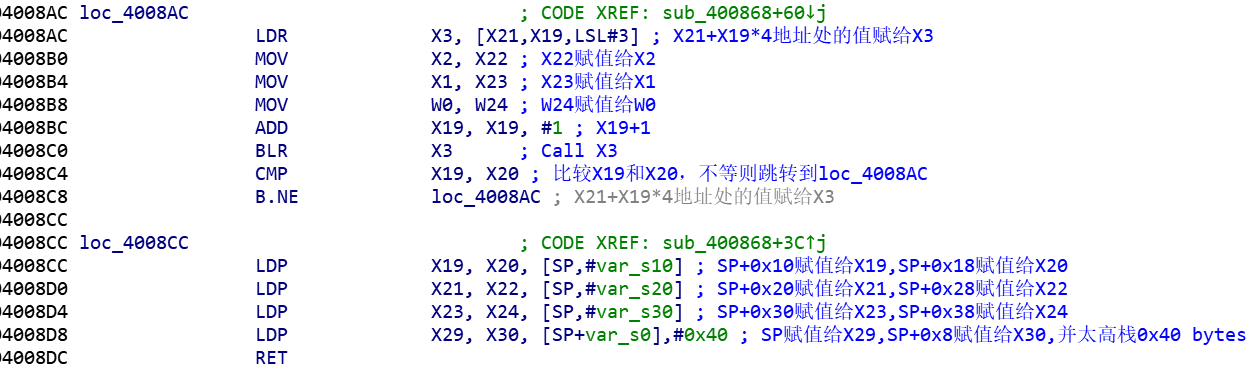 04008AC loc_4008AC ; CODE XREF: sub_400868+60↓j
04008AC LDR X3, [X21,X19,LSL#3] ; X21+X19*4地址处的值赋给X3
04008B0 MOV X2, X22 ; X22赋值给X2
04008B4 MOV X1, X23 ; X23赋值给X1
04008B8 MOV W0, W24 ; W24赋值给W0
04008BC ADD X19, X19, #1 ; X19+1
04008C0 BLR X3 ; Call X3
04008C4 CMP X19, X20 ; 比较X19和X20，不等则跳转到loc_4008AC
04008C8 B.NE loc_4008AC ; X21+X19*4地址处的值赋给X3
04008CC
04008CC loc_4008CC ; CODE XREF: sub_400868+3C↑j
04008CC LDP X19, X20, [SP,#var_s10] ; SP+0x10赋值给X19,SP+0x18赋值给X20
04008D0 LDP X21, X22, [SP,#var_s20] ; SP+0x20赋值给X21,SP+0x28赋值给X22
04008D4 LDP X23, X24, [SP,#var_s30] ; SP+0x30赋值给X23,SP+0x38赋值给X24
04008D8 LDP X29, X30, [SP+var_s0],#0x40 ; SP赋值给X29,SP+0x8赋值给X30,并太高栈0x40 bytes
04008DC RET